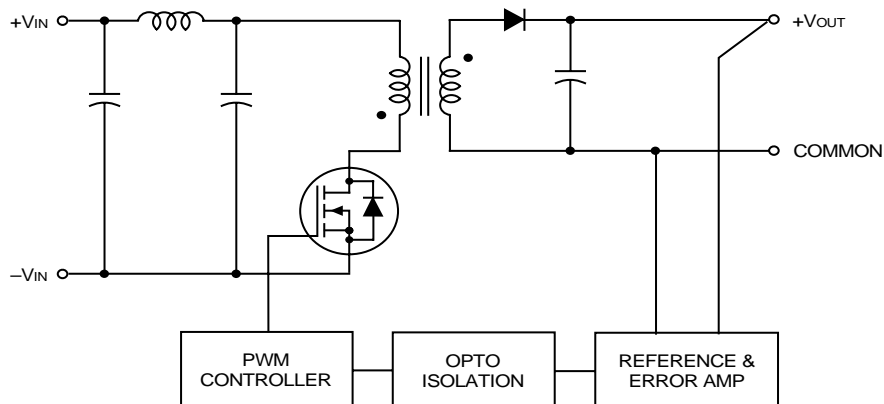 +VIN
+VOUT
COMMON
–VIN
PWM
CONTROLLER
OPTO
ISOLATION
REFERENCE &
ERROR AMP